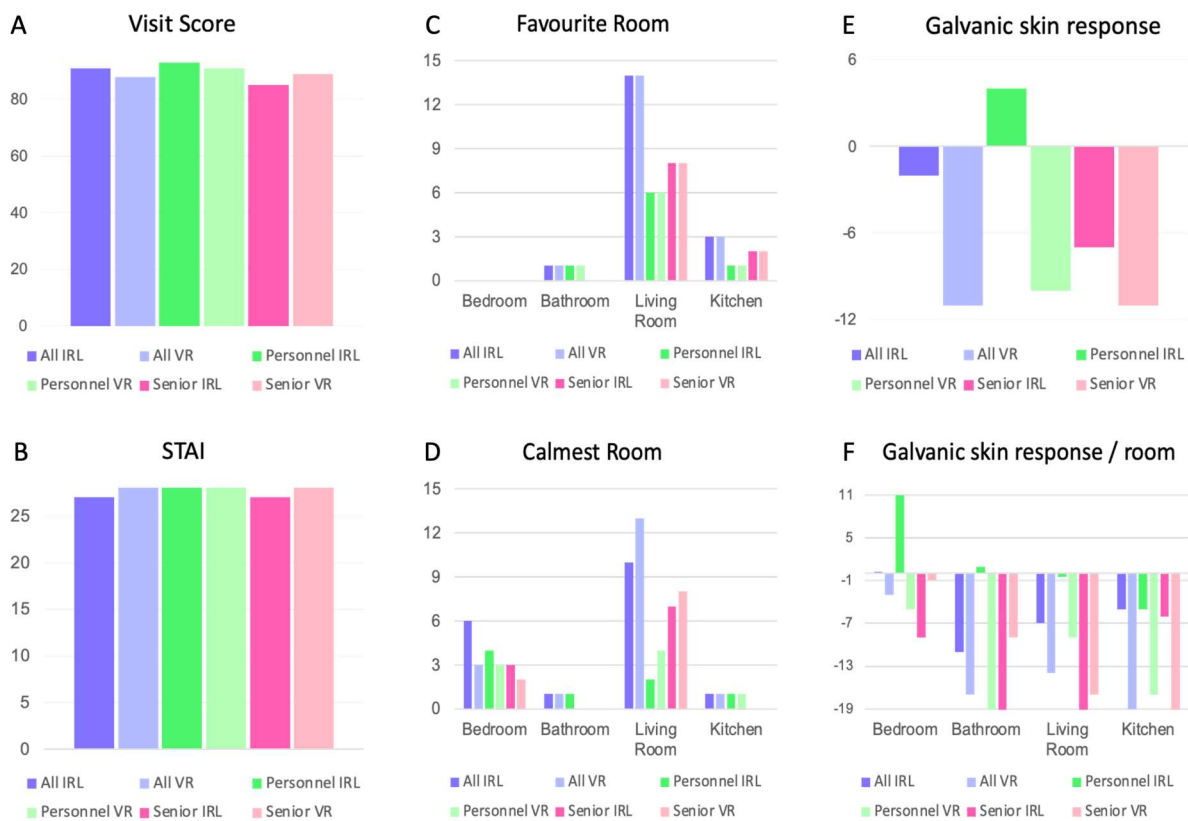 A Visit Score
80
60
40
20
0
All IRL All VR Personnel IRL
Personnel VR Senior IRL Senior VR
C Favourite Room
15
12
9
6
3
0
Bedroom Bathroom Living Kitchen
Room
All IRL All VR Personnel IRL
Personnel VR Senior IRL Senior VR
E Galvanic skin response
6
0
-6
-12
All IRL All VR Personnel IRL
Personnel VR Senior IRL Senior VR
B STAI
25
20
15
10
5
0
All IRL All VR Personnel IRL
Personnel VR Senior IRL Senior VR
D Calmest Room
15
12
9
6
3
0
Bedroom Bathroom Living Kitchen
Room
All IRL All VR Personnel IRL
Personnel VR Senior IRL Senior VR
F Galvanic skin response / room
11
5
-1
-7
-13
-19
Bedroom Bathroom Living Kitchen
Room
All IRL All VR Personnel IRL
Personnel VR Senior IRL Senior VR